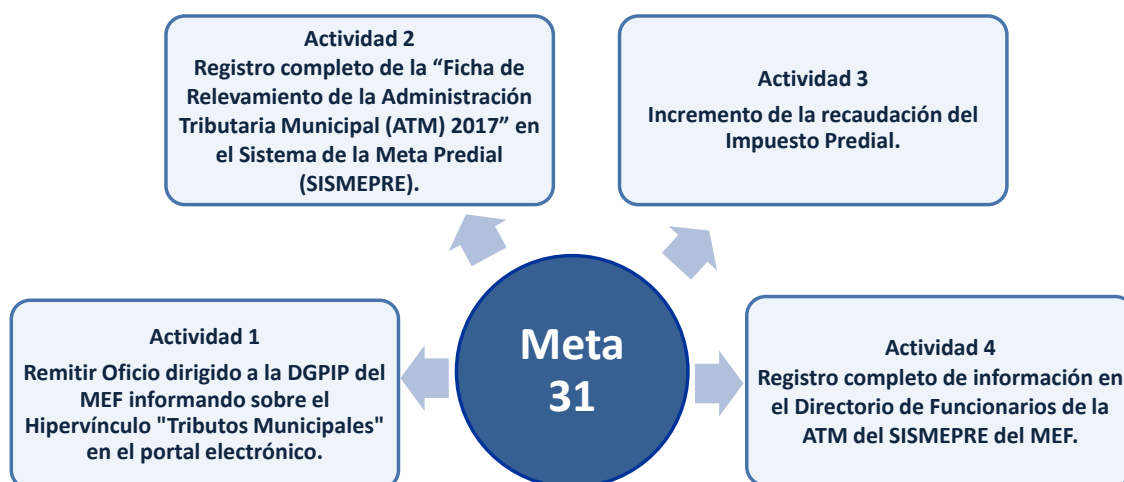 Actividad 2
Registro completo de la “Ficha de
Relevamiento de la Administración
Tributaria Municipal (ATM) 2017” en
el Sistema de la Meta Predial
(SISMEPRE).
Actividad 3
Incremento de la recaudación del
Impuesto Predial.
Actividad 1
Remitir Oficio dirigido a la DGPIP del
MEF informando sobre el
Hipervínculo "Tributos Municipales"
en el portal electrónico.
Meta
31
Actividad 4
Registro completo de información en
el Directorio de Funcionarios de la
ATM del SISMEPRE del MEF.